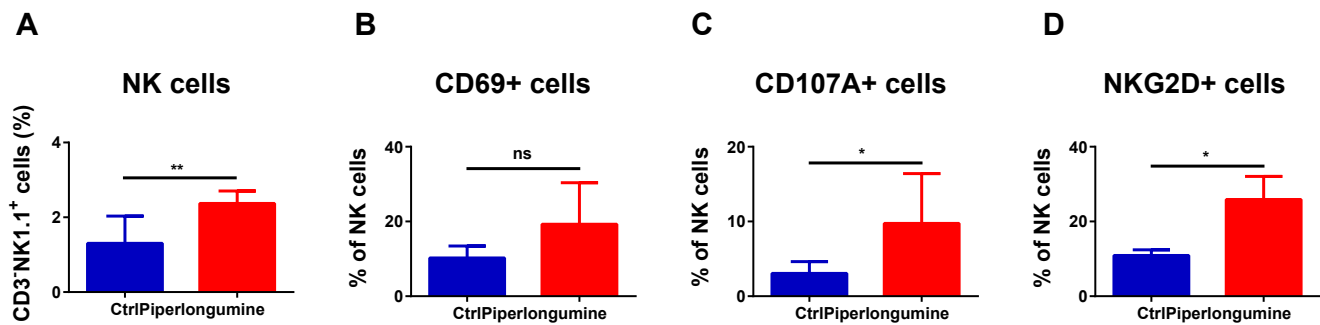 A
B
C
D
NK cells
CD69+ cells
CD107A+ cells
NKG2D+ cells
CD3⁻NK1.1⁺ cells (%)
4
2
0
**
CtrlPiperlongumine
% of NK cells
40
20
0
ns
CtrlPiperlongumine
% of NK cells
20
10
0
*
CtrlPiperlongumine
% of NK cells
40
20
0
*
CtrlPiperlongumine